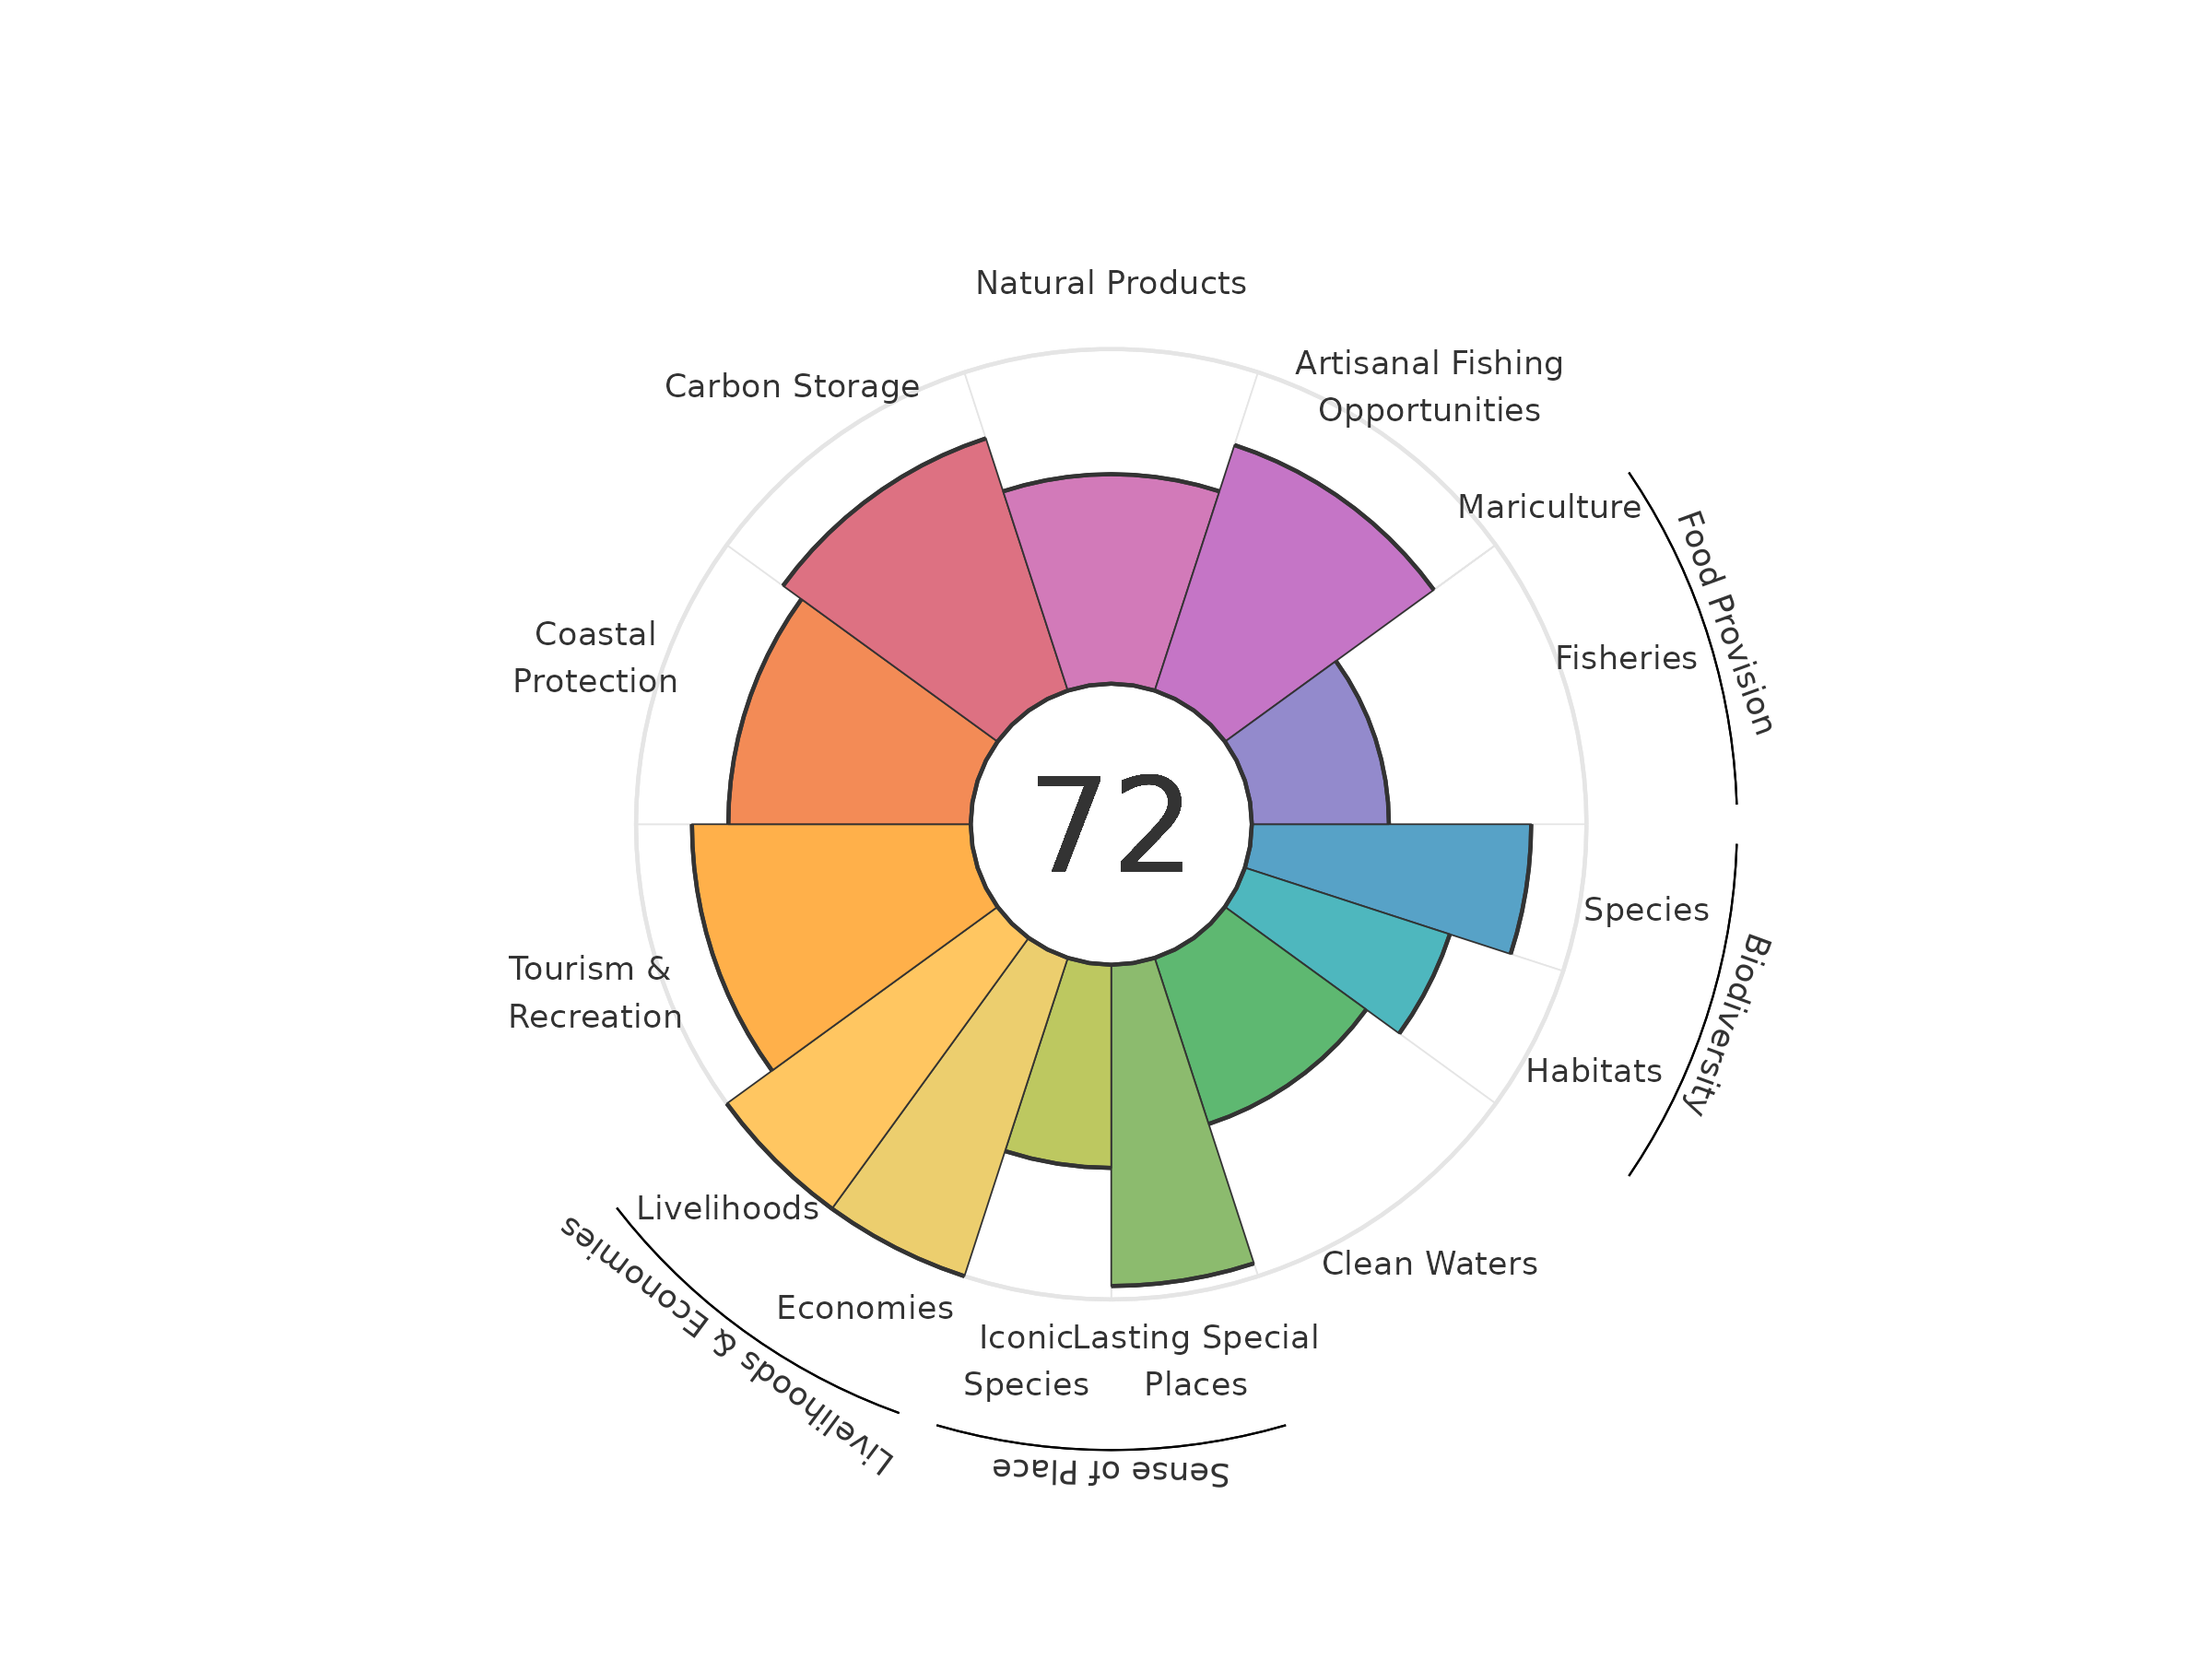 Natural Products
Artisanal Fishing
Opportunities
Carbon Storage
Mariculture
Food Provision
Coastal
Protection
Fisheries
72
Species
Biodiversity
Tourism &
Recreation
Habitats
Livelihoods
Clean Waters
Livelihoods & Economies
Economies
Iconic
Species
Lasting Special
Places
Sense of Place